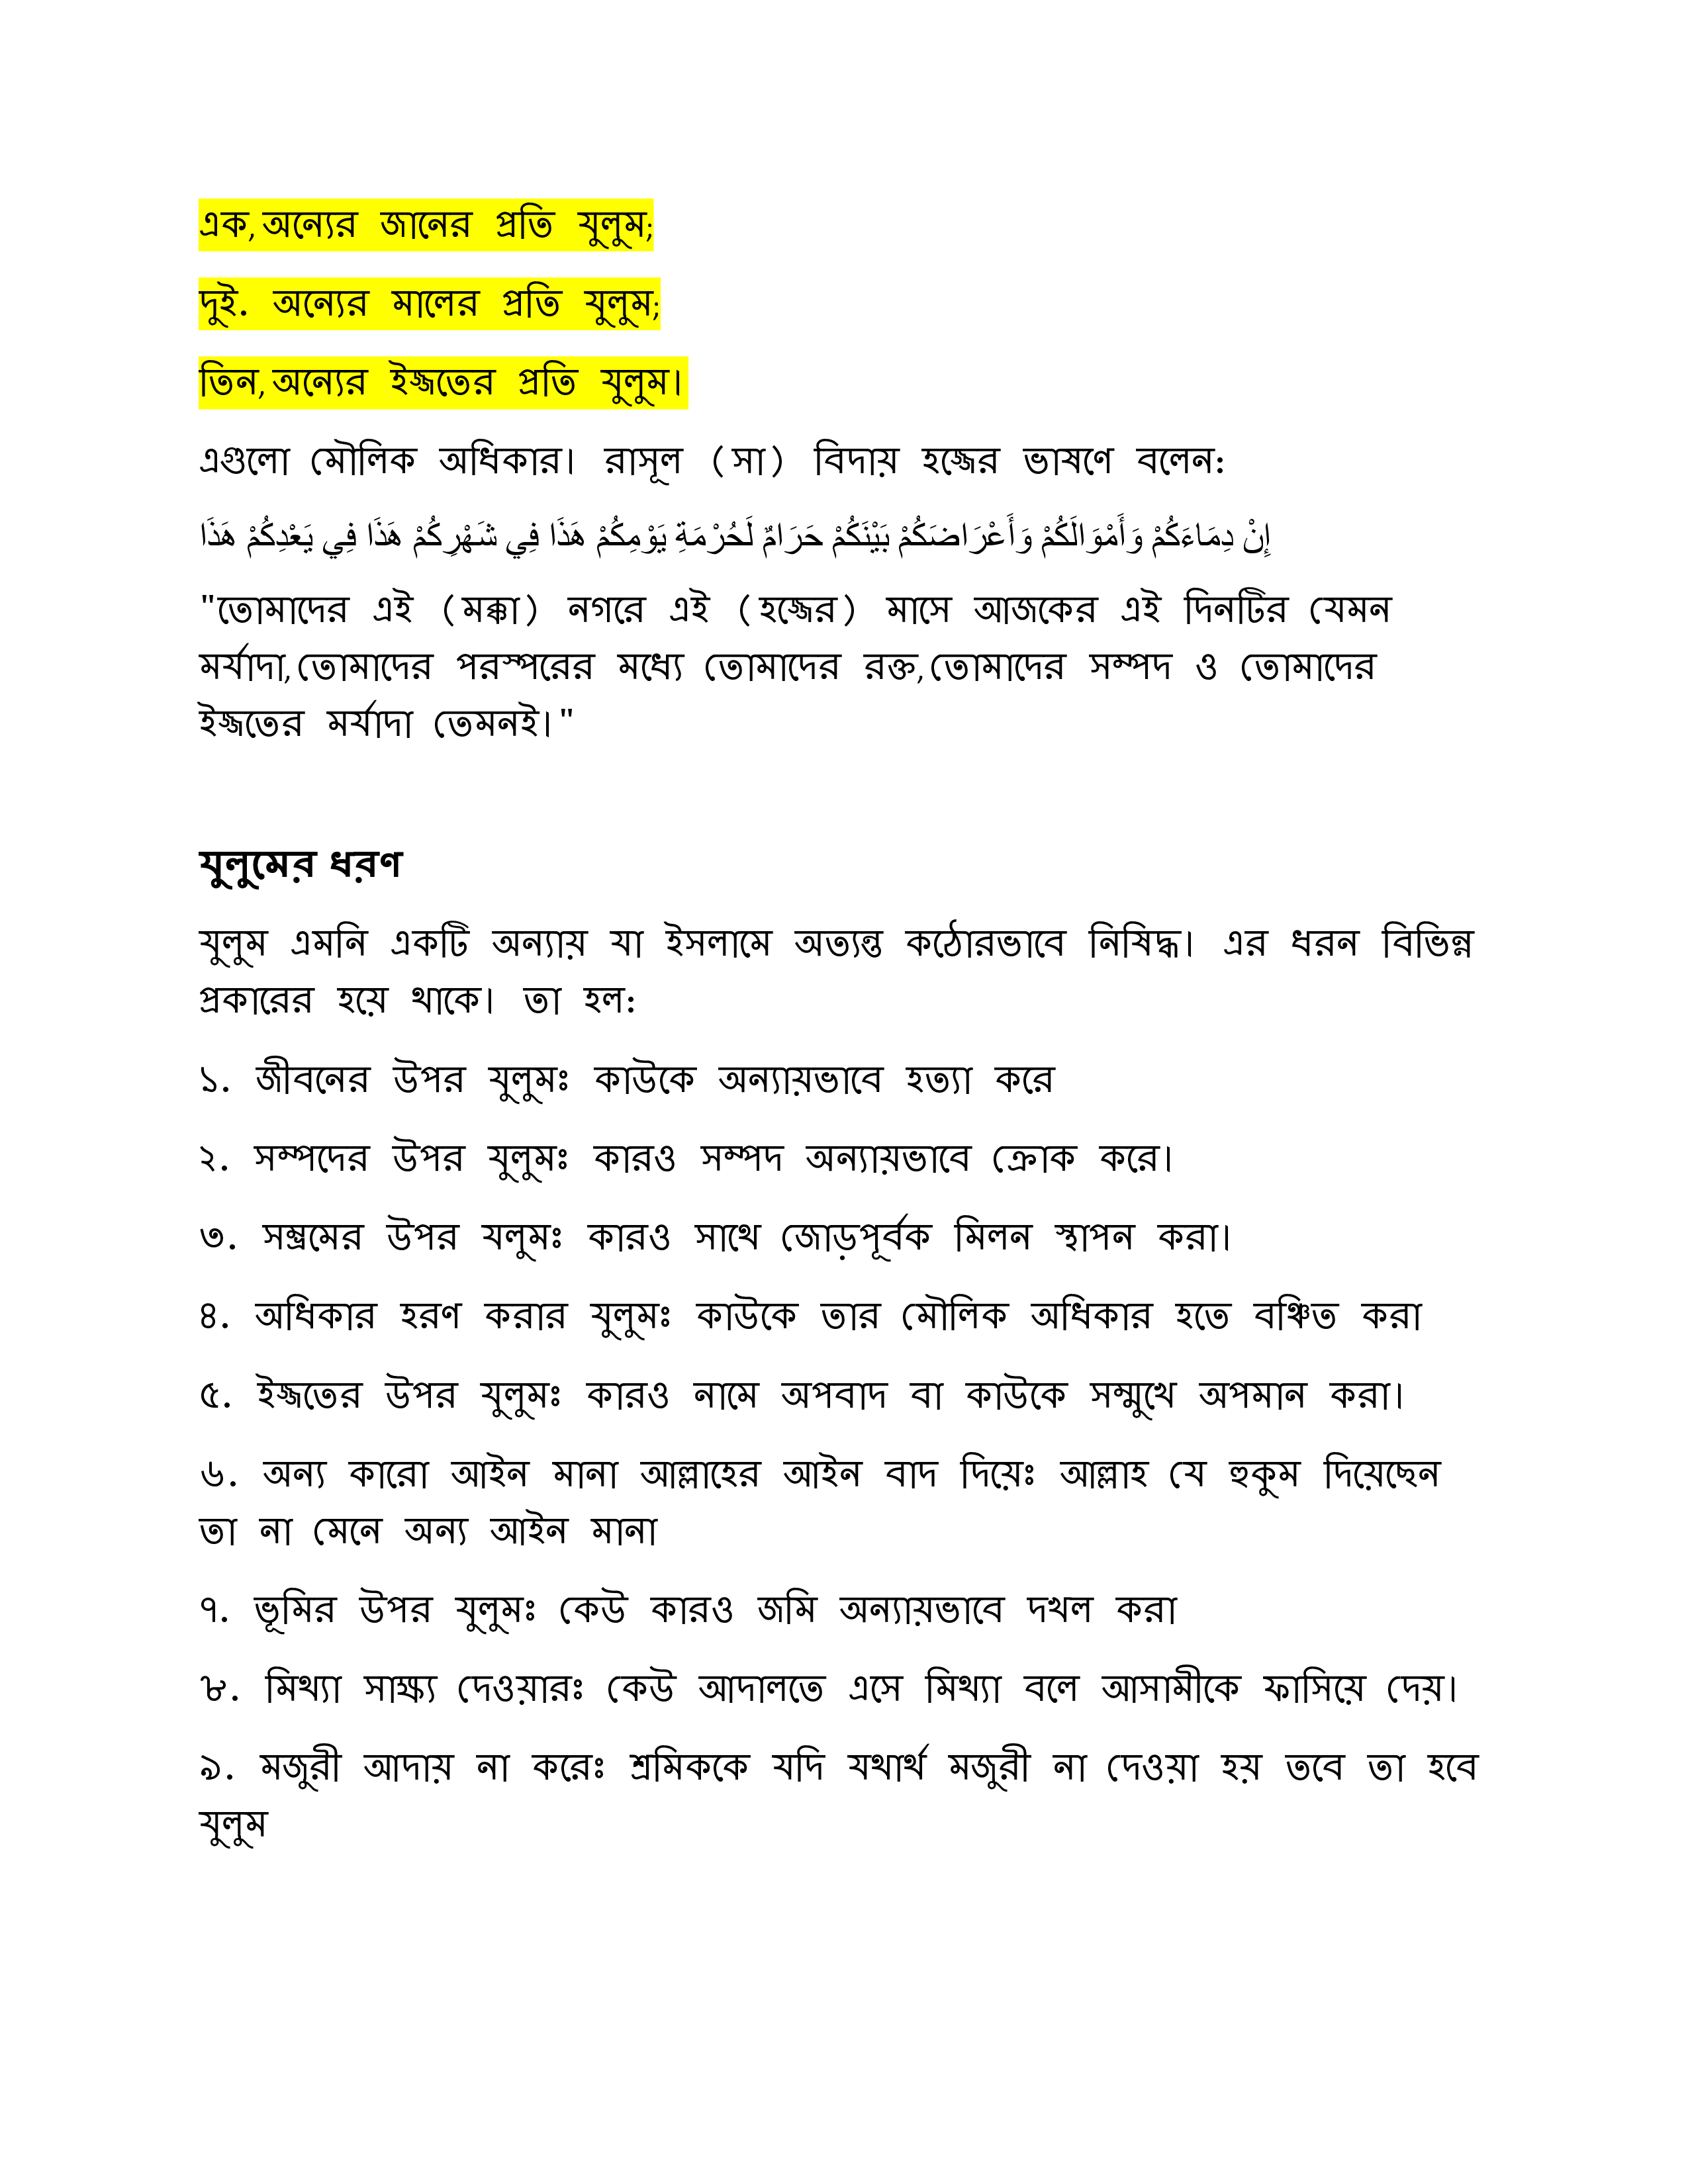 এক,অন্যের জানের প্রতি যুলুম;
দুই. অন্যের মালের প্রতি যুলুম;
তিন,অন্যের ইজ্জতের প্রতি যুলুম।
এগুলো মৌলিক অধিকার। রাসূল (সা) বিদায় হজ্জের ভাষণে বলেন:
إِنْ دِمَاءَكُمْ وَأَمْوَالَكُمْ وَأَعْرَاضَكُمْ بَيْنَكُمْ حَرَامٌ لَحُرْمَةِ يَوْمِكُمْ هَذَا فِي شَهْرِكُمْ هَذَا فِي يَعْدِكُمْ هَذَا
"তোমাদের এই (মক্কা) নগরে এই (হজ্জের) মাসে আজকের এই দিনটির যেমন
মর্যাদা,তোমাদের পরস্পরের মধ্যে তোমাদের রক্ত,তোমাদের সম্পদ ও তোমাদের
ইজ্জতের মর্যাদা তেমনই।"
যুলুমের ধরণ
যুলুম এমনি একটি অন্যায় যা ইসলামে অত্যন্ত কঠোরভাবে নিষিদ্ধ। এর ধরন বিভিন্ন
প্রকারের হয়ে থাকে। তা হল:
১. জীবনের উপর যুলুমঃ কাউকে অন্যায়ভাবে হত্যা করে
২. সম্পদের উপর যুলুমঃ কারও সম্পদ অন্যায়ভাবে ক্রোক করে।
৩. সম্ভ্রমের উপর যলুমঃ কারও সাথে জোড়পূর্বক মিলন স্থাপন করা।
৪. অধিকার হরণ করার যুলুমঃ কাউকে তার মৌলিক অধিকার হতে বঞ্চিত করা
৫. ইজ্জতের উপর যুলুমঃ কারও নামে অপবাদ বা কাউকে সম্মুখে অপমান করা।
৬. অন্য কারো আইন মানা আল্লাহের আইন বাদ দিয়েঃ আল্লাহ যে হুকুম দিয়েছেন
তা না মেনে অন্য আইন মানা
৭. ভূমির উপর যুলুমঃ কেউ কারও জমি অন্যায়ভাবে দখল করা
৮. মিথ্যা সাক্ষ্য দেওয়ারঃ কেউ আদালতে এসে মিথ্যা বলে আসামীকে ফাসিয়ে দেয়।
৯. মজুরী আদায় না করেঃ শ্রমিককে যদি যথার্থ মজুরী না দেওয়া হয় তবে তা হবে
যুলুম